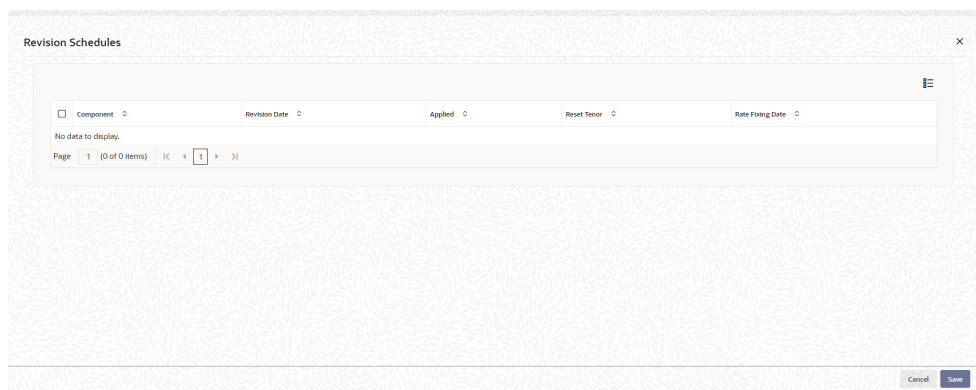 Revision Schedules
Component Revision Date Applied Reset Tenor Rate Fixing Date
No data to display.
Page 1 (0 of 0 items) 1
Cancel Save